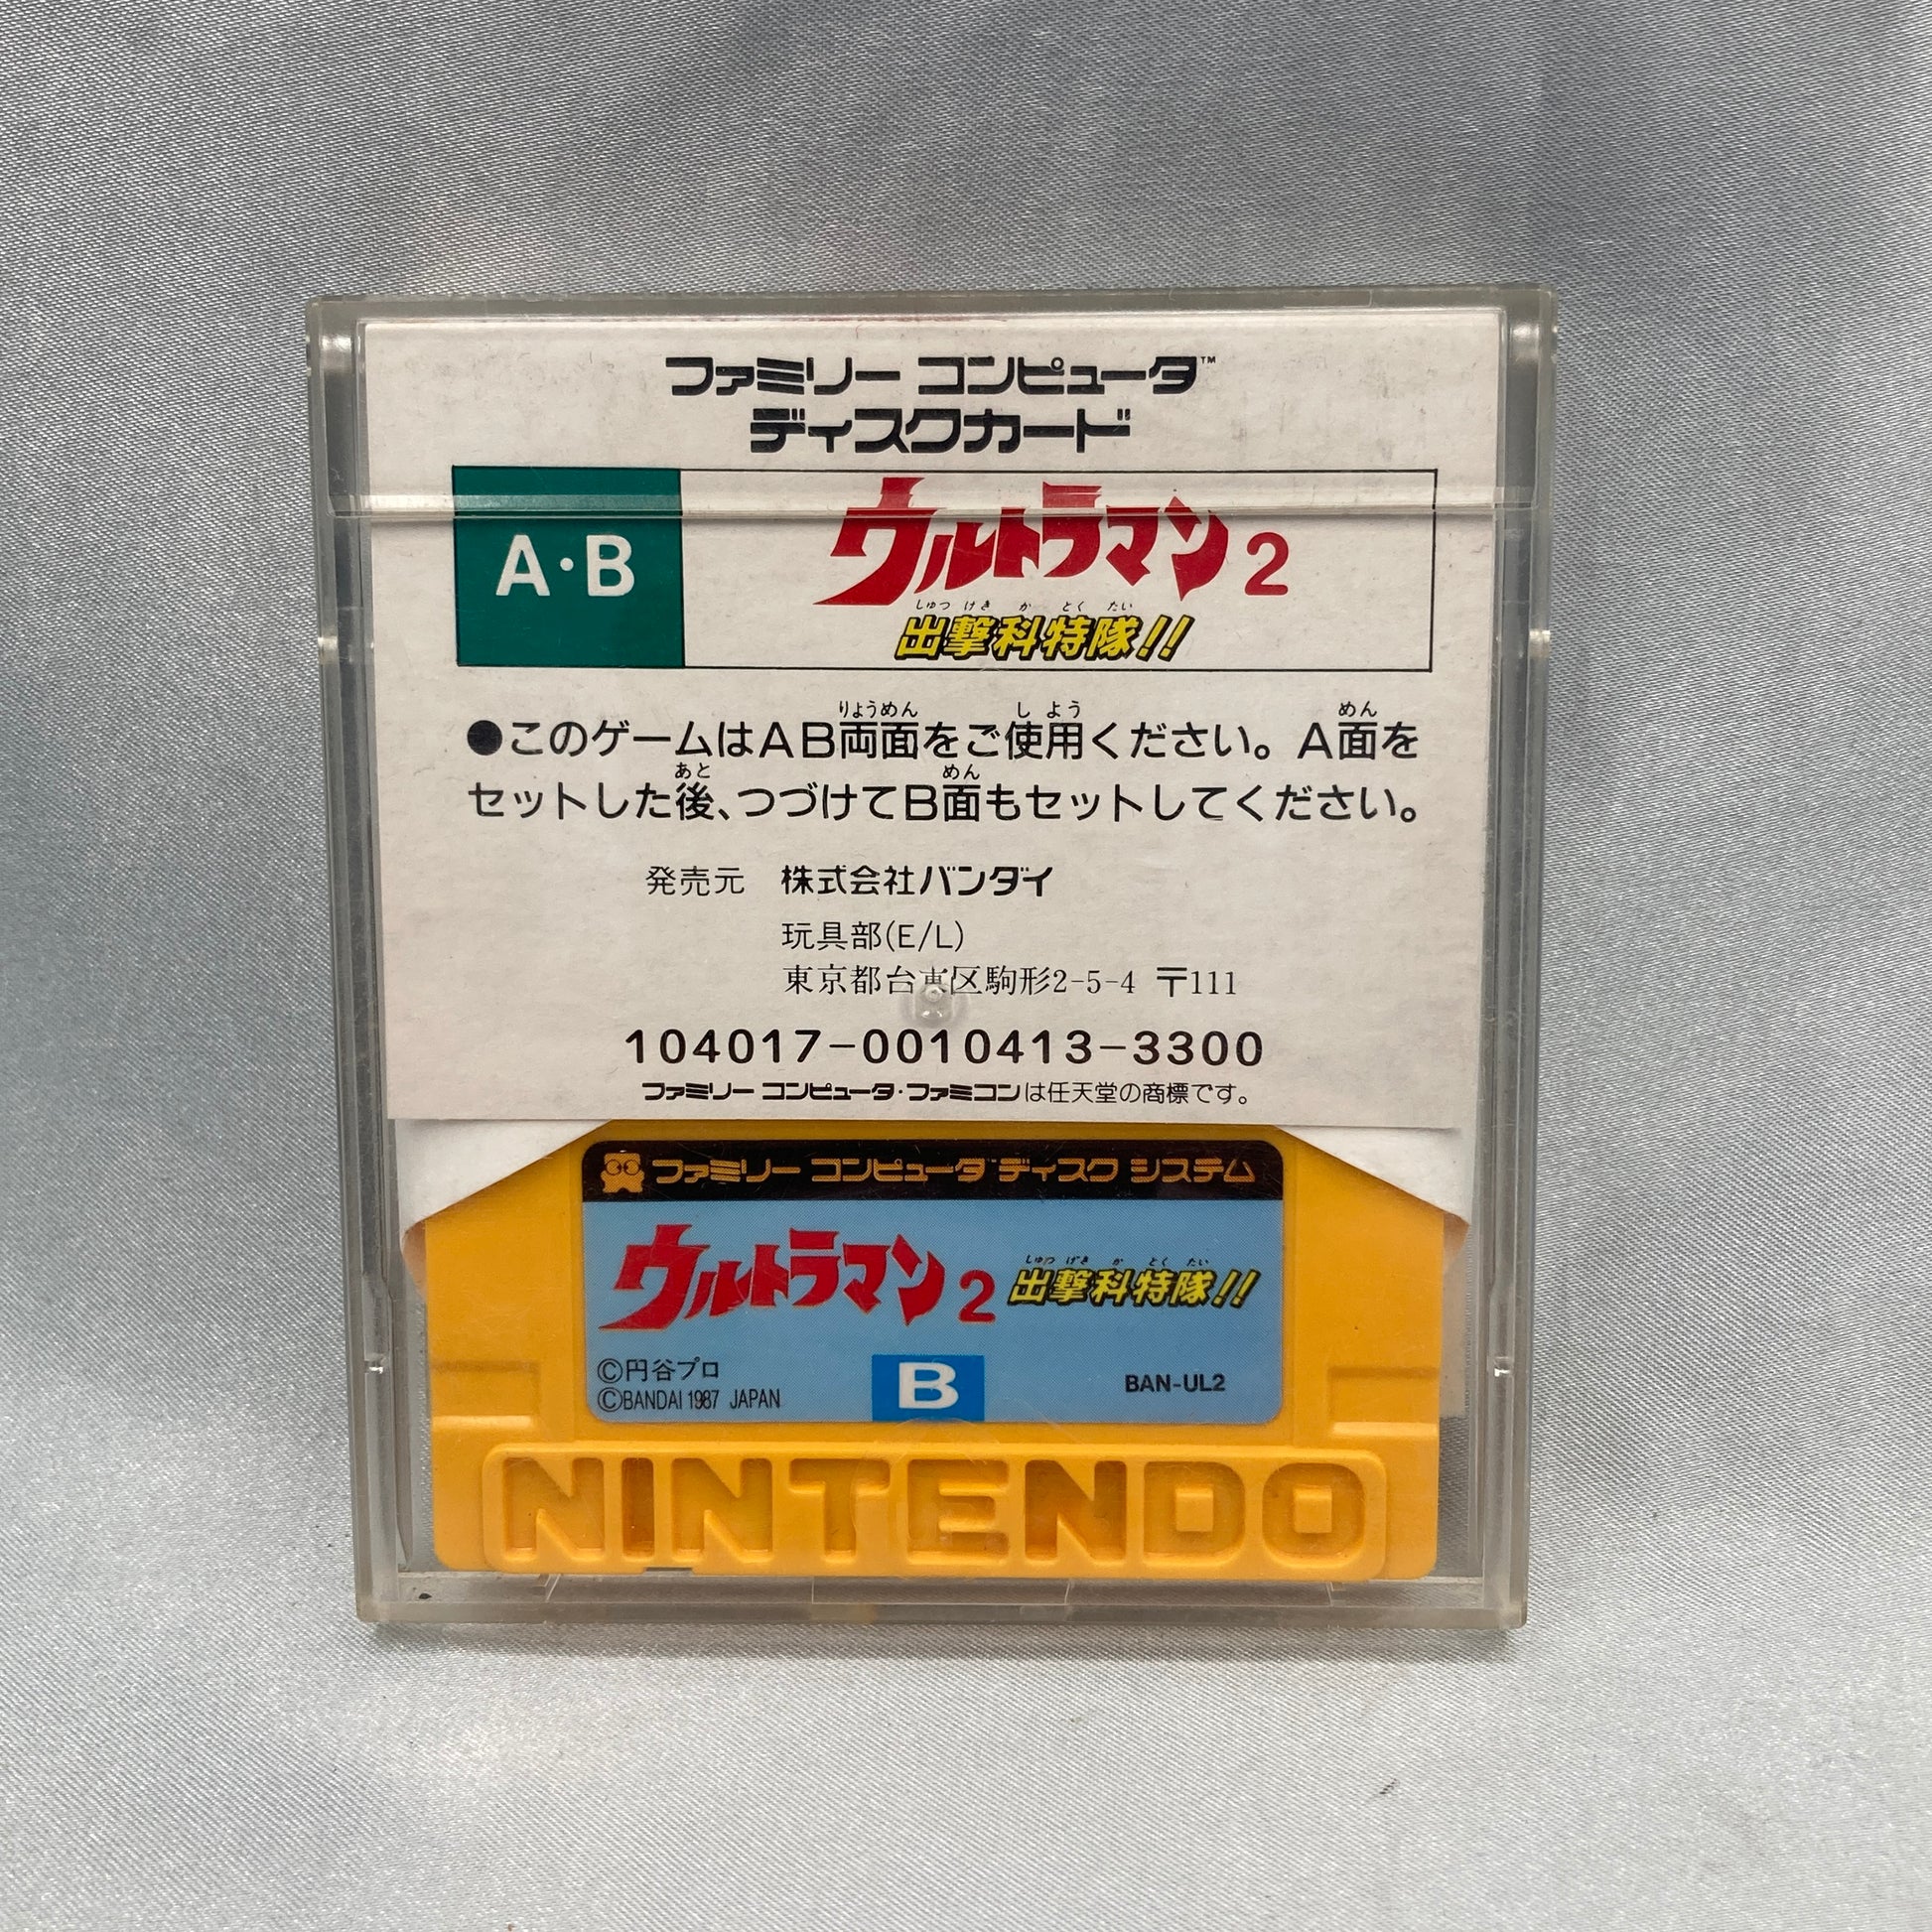 ファミリー コンピュータ™
ディスクカード
A・B
ウルトラマン2
しゅつ げき か とく たい
出撃科特隊!!
りょうめん しよう めん
●このゲームはAB両面をご使用ください。A面を
あと めん
セットした後、つづけてB面もセットしてください。
発売元 株式会社バンダイ
玩具部(E/L)
東京都台東区駒形2-5-4 〒111
104017-0010413-3300
ファミリー コンピュータ・ファミコンは任天堂の商標です。
ファミリー コンピュータ ディスク システム
しゅつ げき か とく たい
ウルトラマン2 出撃科特隊!!
©円谷プロ
©BANDAI 1987 JAPAN
B
BAN-UL2
NINTENDO